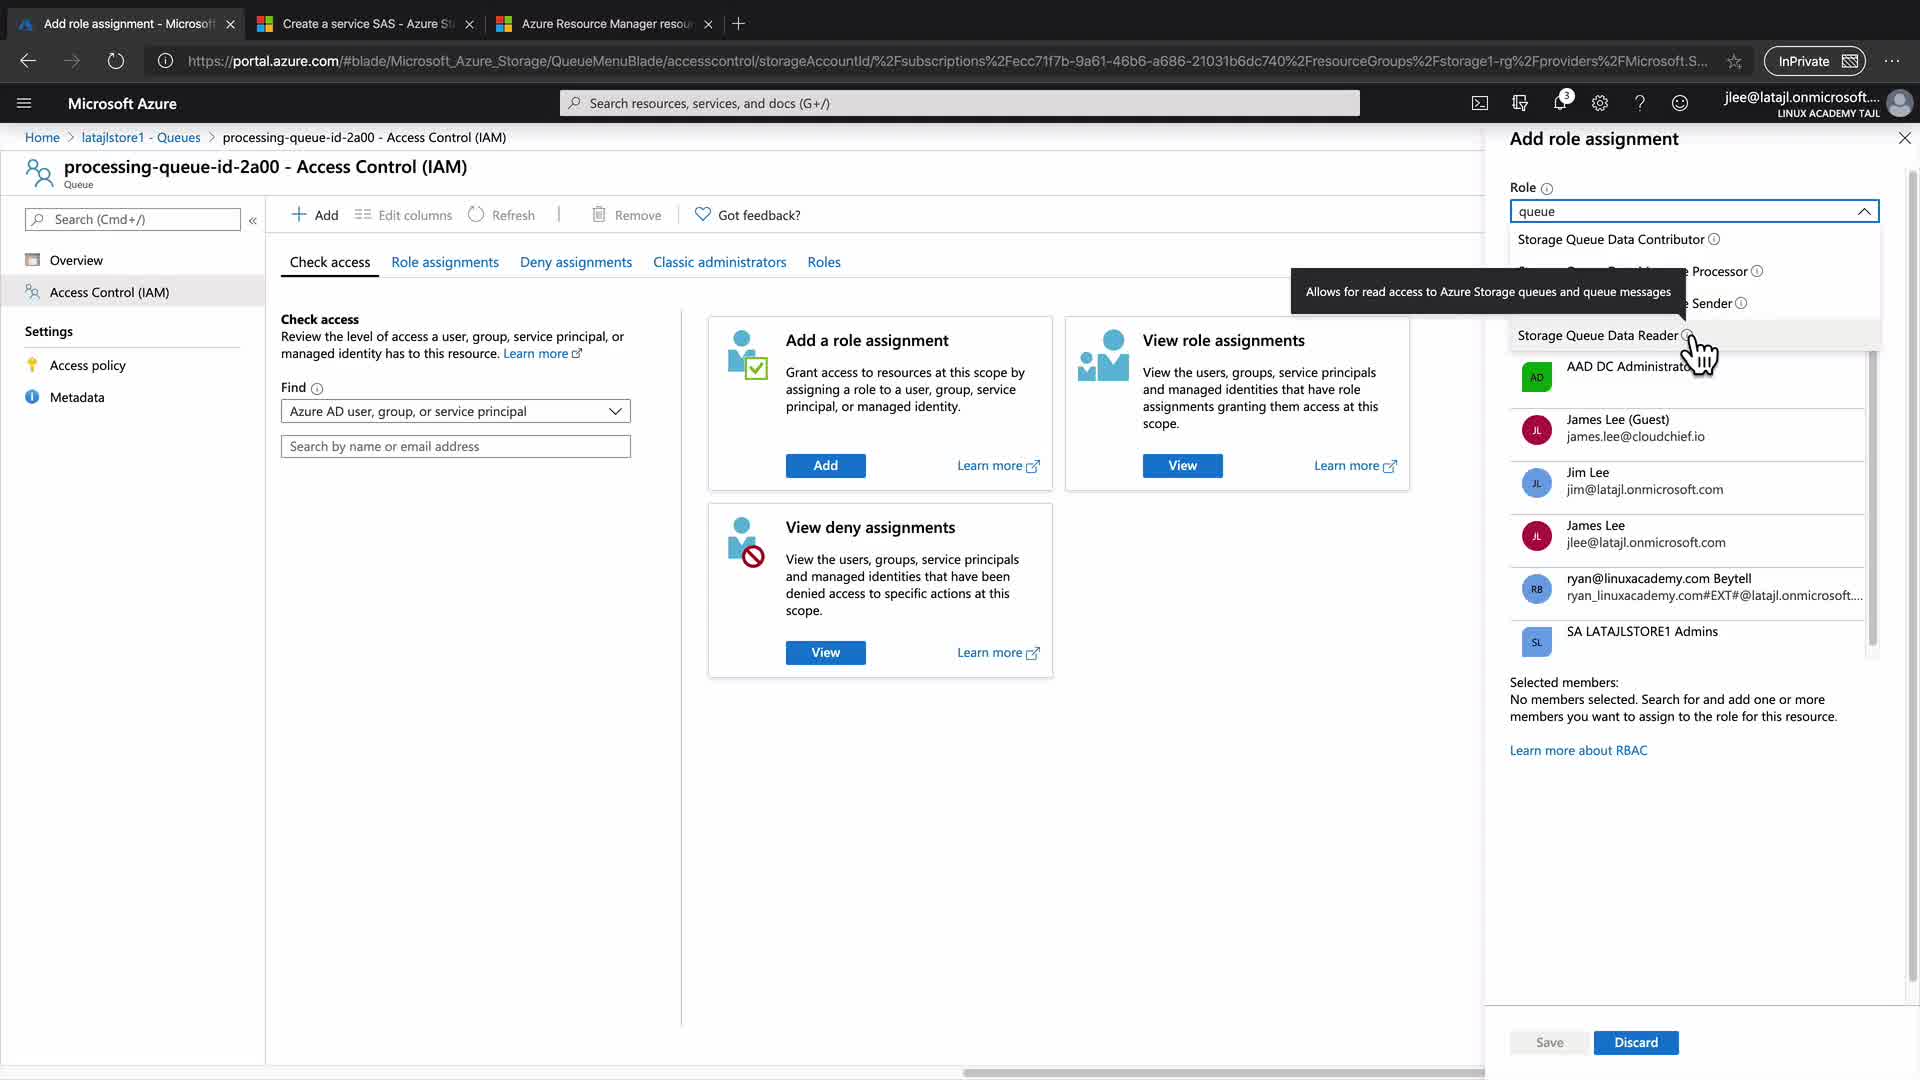 Add role assignment - Microsof
Create a service SAS - Azure St
Azure Resource Manager resou
https://portal.azure.com/#blade/Microsoft_Azure_Storage/QueueMenuBlade/accesscontrol/storageAccountId/%2Fsubscriptions%2Fecc71f7b-9a61-46b6-a686-21031b6dc740%2FresourceGroups%2Fstorage1-rg%2Fproviders%2FMicrosoft.S...
InPrivate
Microsoft Azure
Search resources, services, and docs (G+/)
3
jlee@latajl.onmicrosoft....
LINUX ACADEMY TAJL
Home > latajlstore1 - Queues > processing-queue-id-2a00 - Access Control (IAM)
processing-queue-id-2a00 - Access Control (IAM)
Queue
Search (Cmd+/)
Overview
Access Control (IAM)
Settings
Access policy
Metadata
Add
Edit columns
Refresh
Remove
Got feedback?
Check access
Role assignments
Deny assignments
Classic administrators
Roles
Check access
Review the level of access a user, group, service principal, or
managed identity has to this resource. Learn more
Find
Azure AD user, group, or service principal
Search by name or email address
Add a role assignment
Grant access to resources at this scope by
assigning a role to a user, group, service
principal, or managed identity.
Add
Learn more
View role assignments
View the users, groups, service principals
and managed identities that have role
assignments granting them access at this
scope.
View
Learn more
View deny assignments
View the users, groups, service principals
and managed identities that have been
denied access to specific actions at this
scope.
View
Learn more
Add role assignment
Role
queue
Storage Queue Data Contributor
Processor
Allows for read access to Azure Storage queues and queue messages
e Sender
Storage Queue Data Reader
AD
AAD DC Administrato
JL
James Lee (Guest)
james.lee@cloudchief.io
JL
Jim Lee
jim@latajl.onmicrosoft.com
JL
James Lee
jlee@latajl.onmicrosoft.com
RB
ryan@linuxacademy.com Beytell
ryan_linuxacademy.com#EXT#@latajl.onmicrosoft....
SL
SA LATAJLSTORE1 Admins
Selected members:
No members selected. Search for and add one or more
members you want to assign to the role for this resource.
Learn more about RBAC
Save
Discard